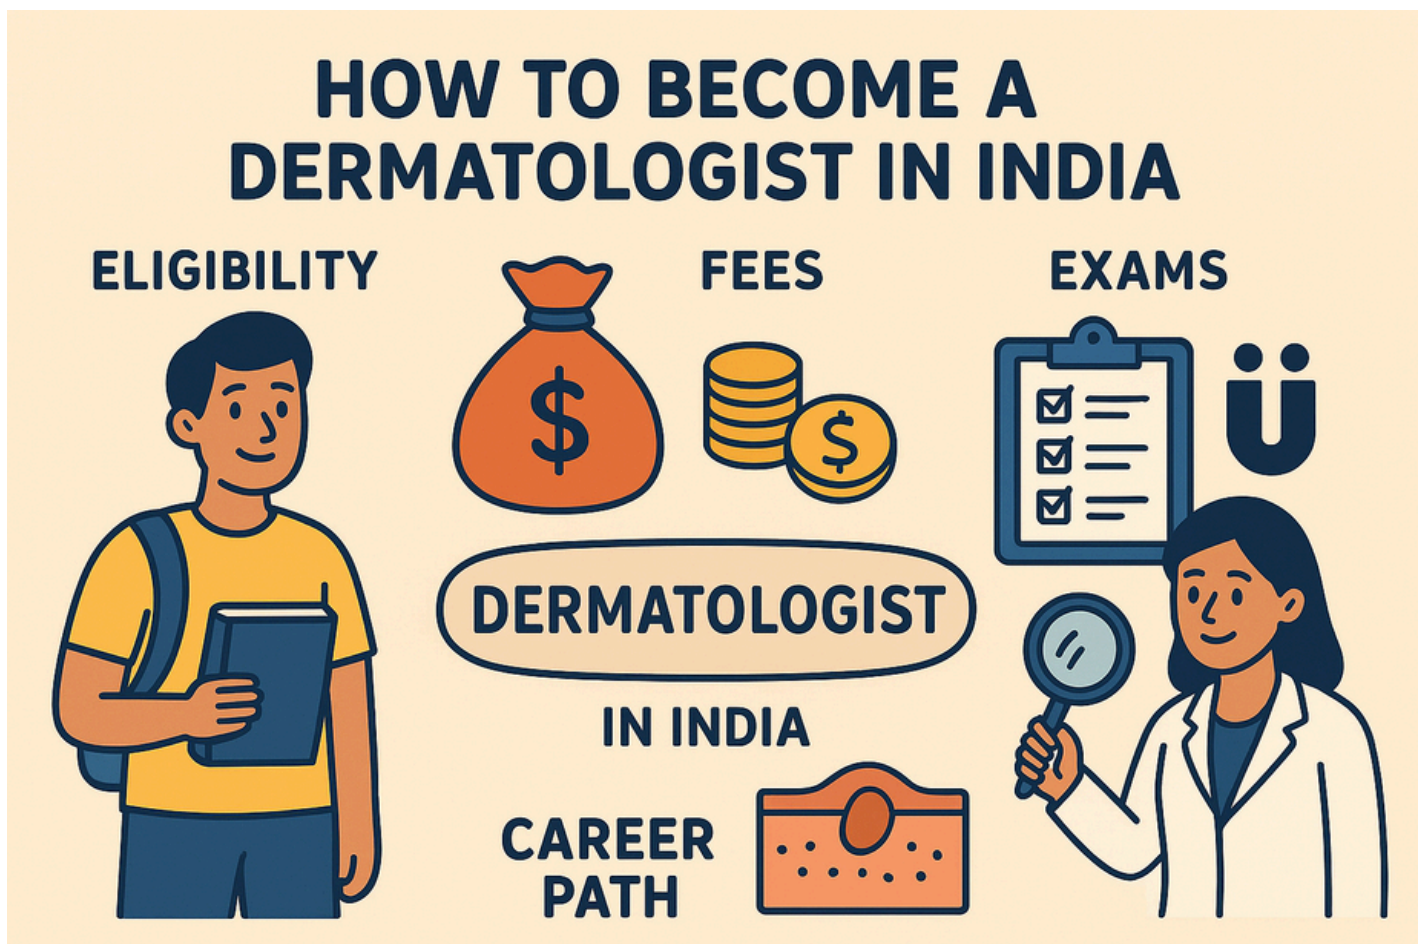 HOW TO BECOME A
DERMATOLOGIST IN INDIA
ELIGIBILITY
FEES
EXAMS
$
$
Ü
DERMATOLOGIST
IN INDIA
CAREER
PATH